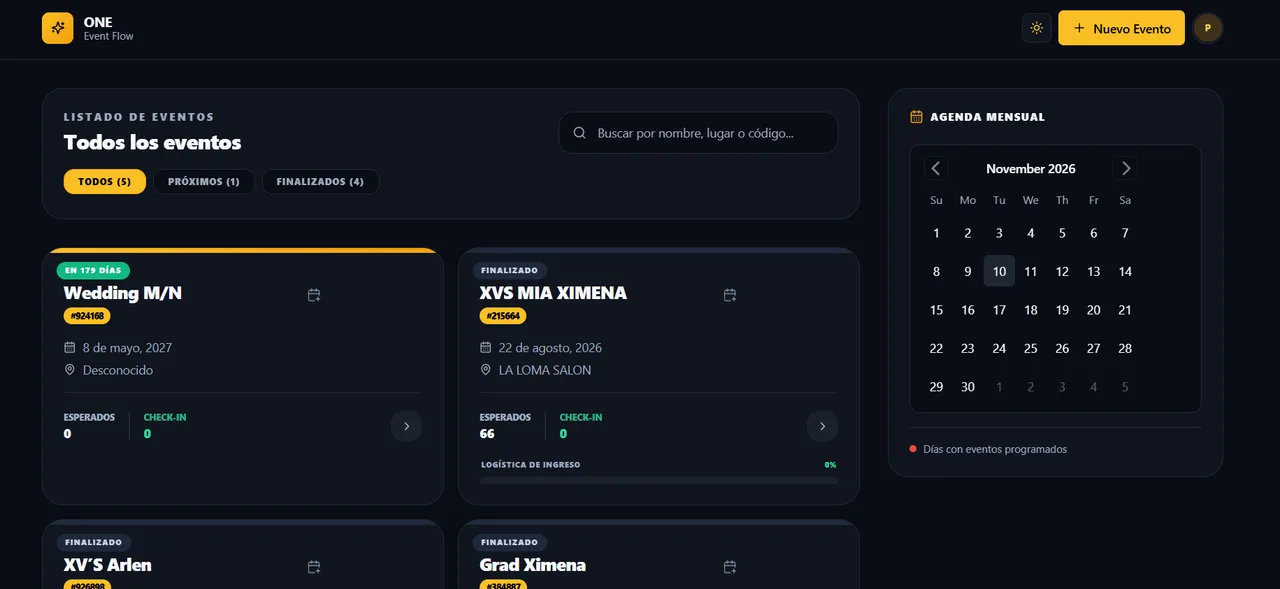 ONE
Event Flow
Nuevo Evento
P
LISTADO DE EVENTOS
Todos los eventos
Buscar por nombre, lugar o código...
TODOS (5) PRÓXIMOS (1) FINALIZADOS (4)
EN 179 DÍAS
Wedding M/N
#924168
8 de mayo, 2027
Desconocido
ESPERADOS CHECK-IN
0 0
FINALIZADO
XVS MIA XIMENA
#215664
22 de agosto, 2026
LA LOMA SALON
ESPERADOS CHECK-IN
66 0
LOGÍSTICA DE INGRESO 0%
FINALIZADO
XV´S Arlen
#926898
FINALIZADO
Grad Ximena
#384887
AGENDA MENSUAL
November 2026
Su Mo Tu We Th Fr Sa
1 2 3 4 5 6 7
8 9 10 11 12 13 14
15 16 17 18 19 20 21
22 23 24 25 26 27 28
29 30 1 2 3 4 5
Días con eventos programados